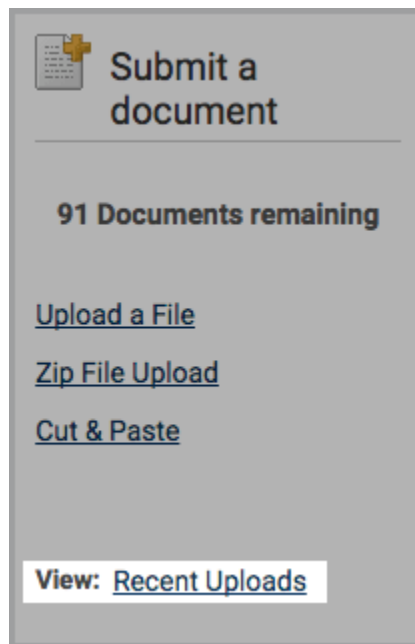 Submit a
document
91 Documents remaining
Upload a File
Zip File Upload
Cut & Paste
View: Recent Uploads